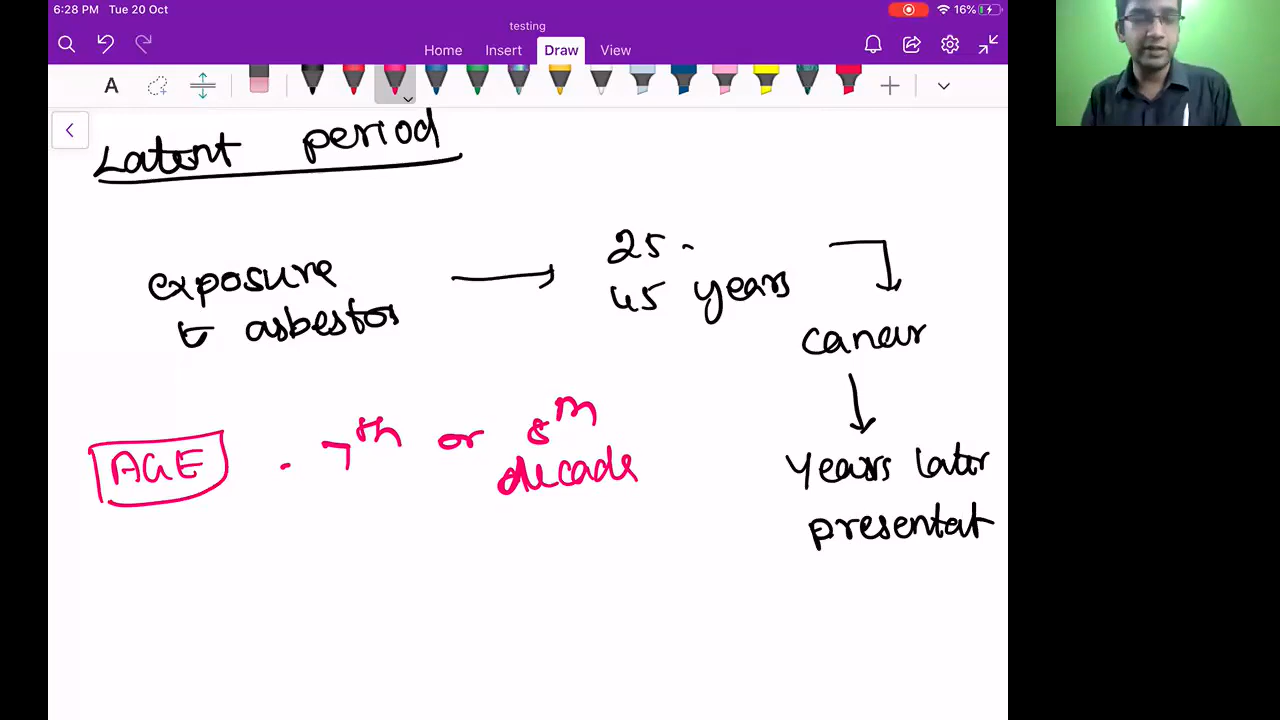 6:28 PM Tue 20 Oct
16%
testing
Home Insert Draw View
A
Latent period
exposure
to asbestos
25 -
45 years
cancer
years later
presentat
AGE . 7th or 8th
decade